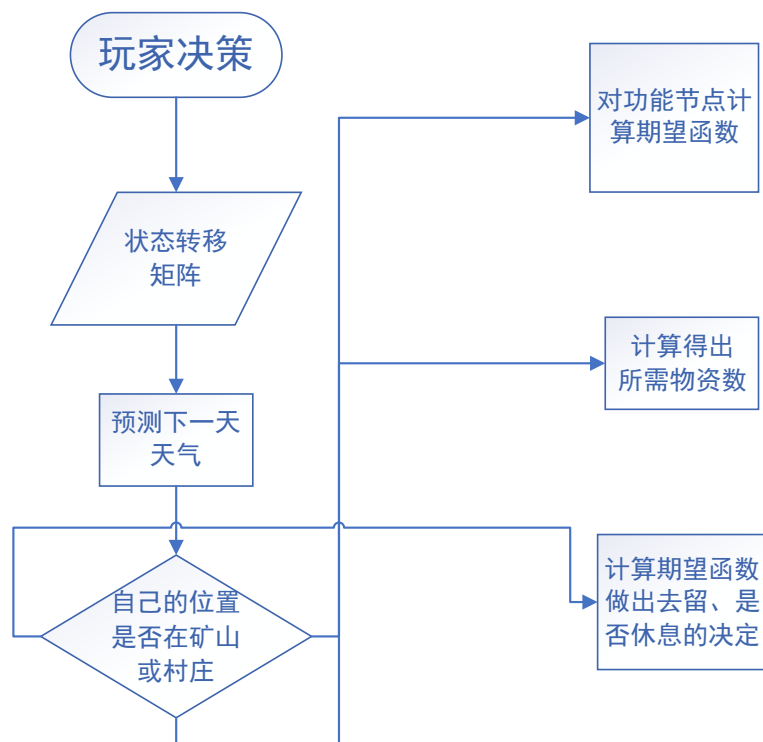 玩家决策
状态转移
矩阵
预测下一天
天气
自己的位置
是否在矿山
或村庄
对功能节点计
算期望函数
计算得出
所需物资数
计算期望函数
做出去留、是
否休息的决定